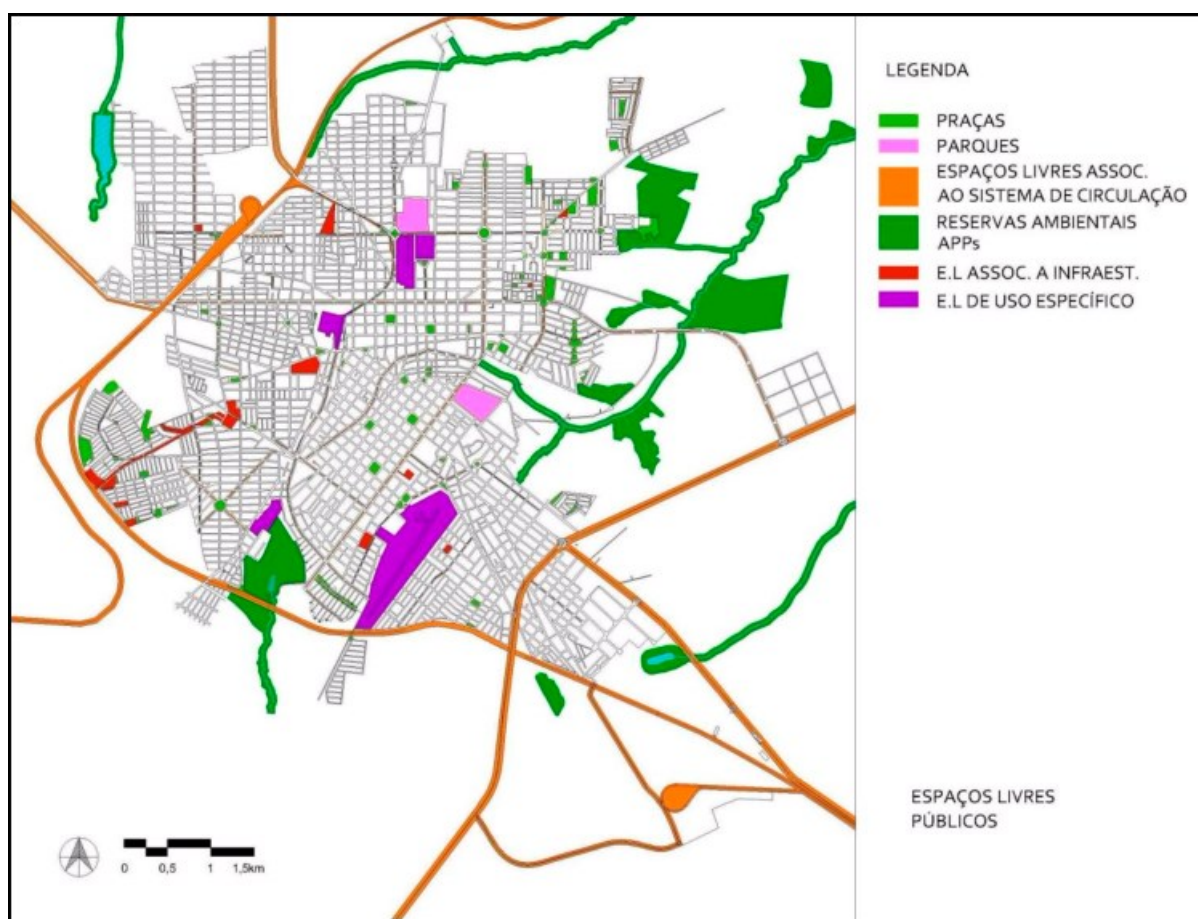 LEGENDA
PRAÇAS
PARQUES
ESPAÇOS LIVRES ASSOC.
AO SISTEMA DE CIRCULAÇÃO
RESERVAS AMBIENTAIS
APPs
E.L ASSOC. A INFRAEST.
E.L DE USO ESPECÍFICO
ESPAÇOS LIVRES
PÚBLICOS
0 0,5 1 1,5km